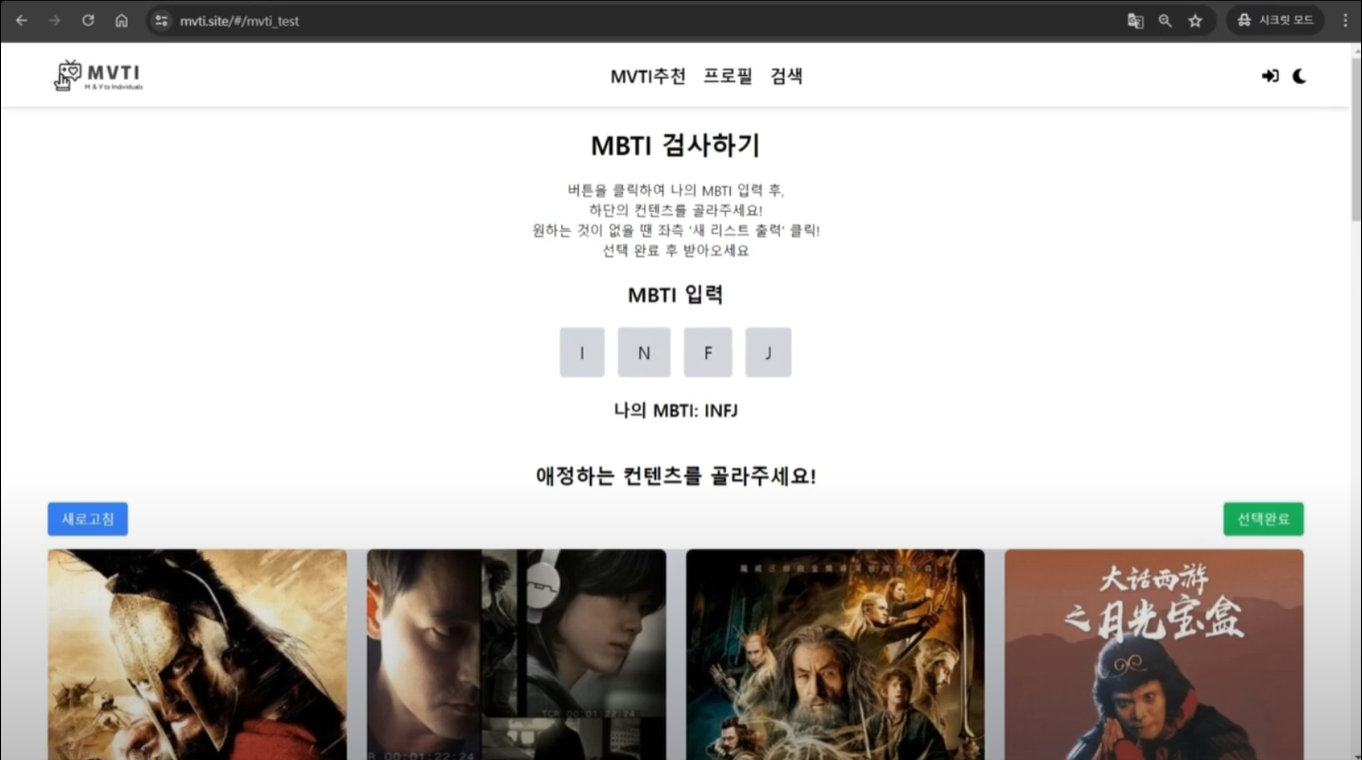 mvti.site/#/mvti_test
시크릿 모드
MVTI
M & V to Individuals
MVTI추천 프로필 검색
MBTI 검사하기
버튼을 클릭하여 나의 MBTI 입력 후,
하단의 컨텐츠를 골라주세요!
원하는 것이 없을 땐 좌측 '새 리스트 출력' 클릭!
선택 완료 후 받아오세요
MBTI 입력
I N F J
나의 MBTI: INFJ
애정하는 컨텐츠를 골라주세요!
새로고침 선택완료
大话西游
之月光宝盒
TCR 00:01:22:24
R 00:01:22:24